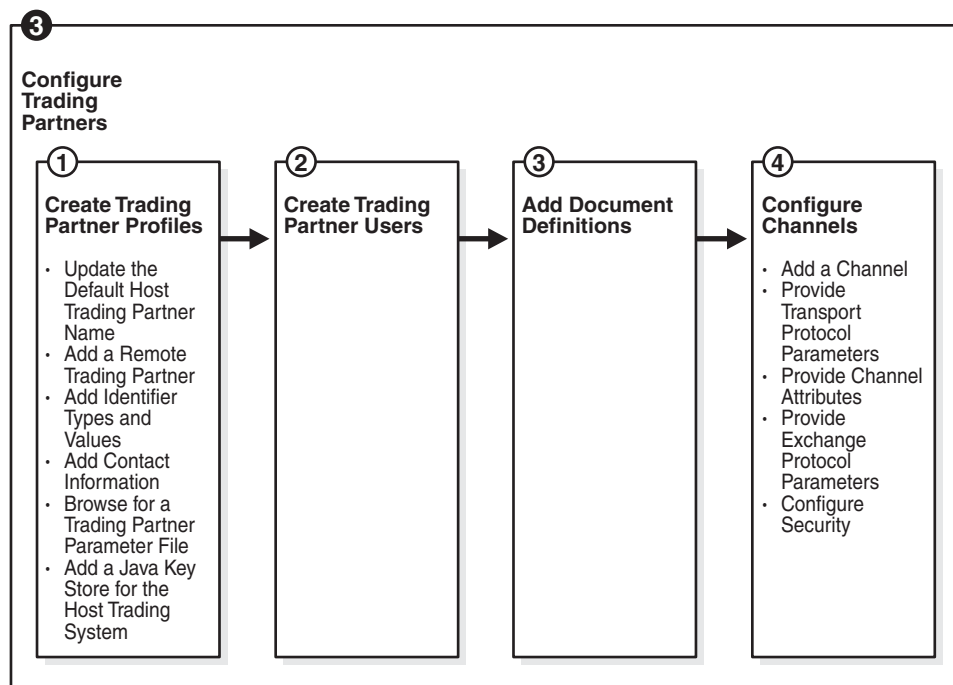 3
Configure
Trading
Partners
1
Create Trading
Partner Profiles
• Update the
Default Host
Trading Partner
Name
• Add a Remote
Trading Partner
• Add Identifier
Types and
Values
• Add Contact
Information
• Browse for a
Trading Partner
Parameter File
• Add a Java Key
Store for the
Host Trading
System
2
Create Trading
Partner Users
3
Add Document
Definitions
4
Configure
Channels
• Add a Channel
• Provide
Transport
Protocol
Parameters
• Provide Channel
Attributes
• Provide
Exchange
Protocol
Parameters
• Configure
Security